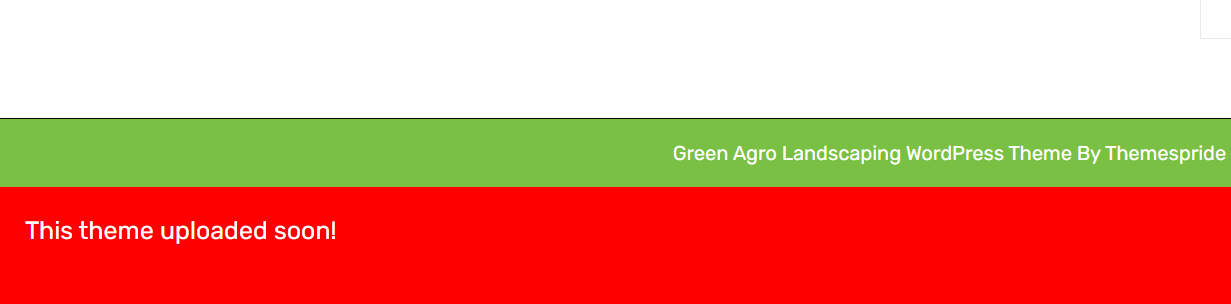 Green Agro Landscaping WordPress Theme By Themespride
This theme uploaded soon!